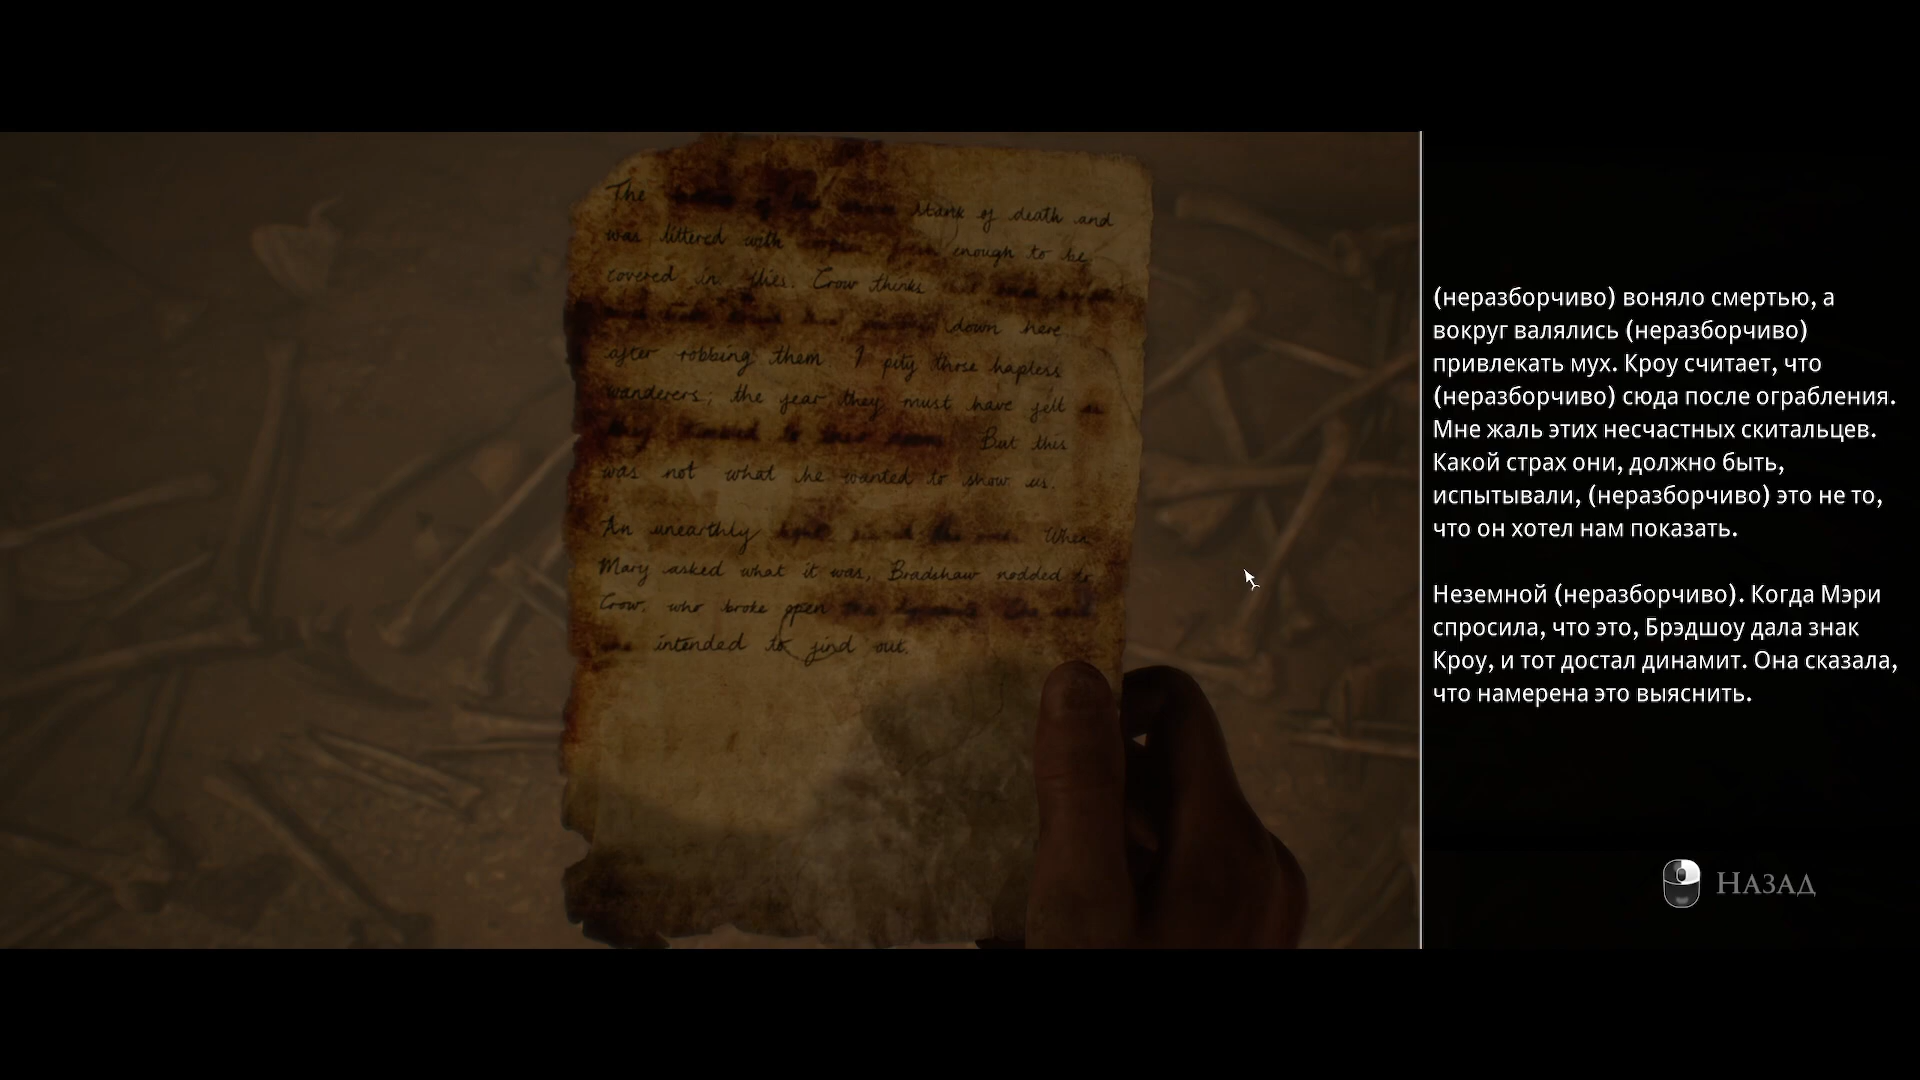 The stank of death and
was littered with enough to be
covered in flies. Crow thinks
down here
after robbing them. I pity those hapless
wanderers; the fear they must have felt as
But this
was not what he wanted to show us.
An unearthly When
Mary asked what it was, Bradshaw nodded to
Crow, who broke open
intended to find out.
(неразборчиво) воняло смертью, а
вокруг валялись (неразборчиво)
привлекать мух. Кроу считает, что
(неразборчиво) сюда после ограбления.
Мне жаль этих несчастных скитальцев.
Какой страх они, должно быть,
испытывали, (неразборчиво) это не то,
что он хотел нам показать.
Неземной (неразборчиво). Когда Мэри
спросила, что это, Брэдшоу дала знак
Кроу, и тот достал динамит. Она сказала,
что намерена это выяснить.
НАЗАД